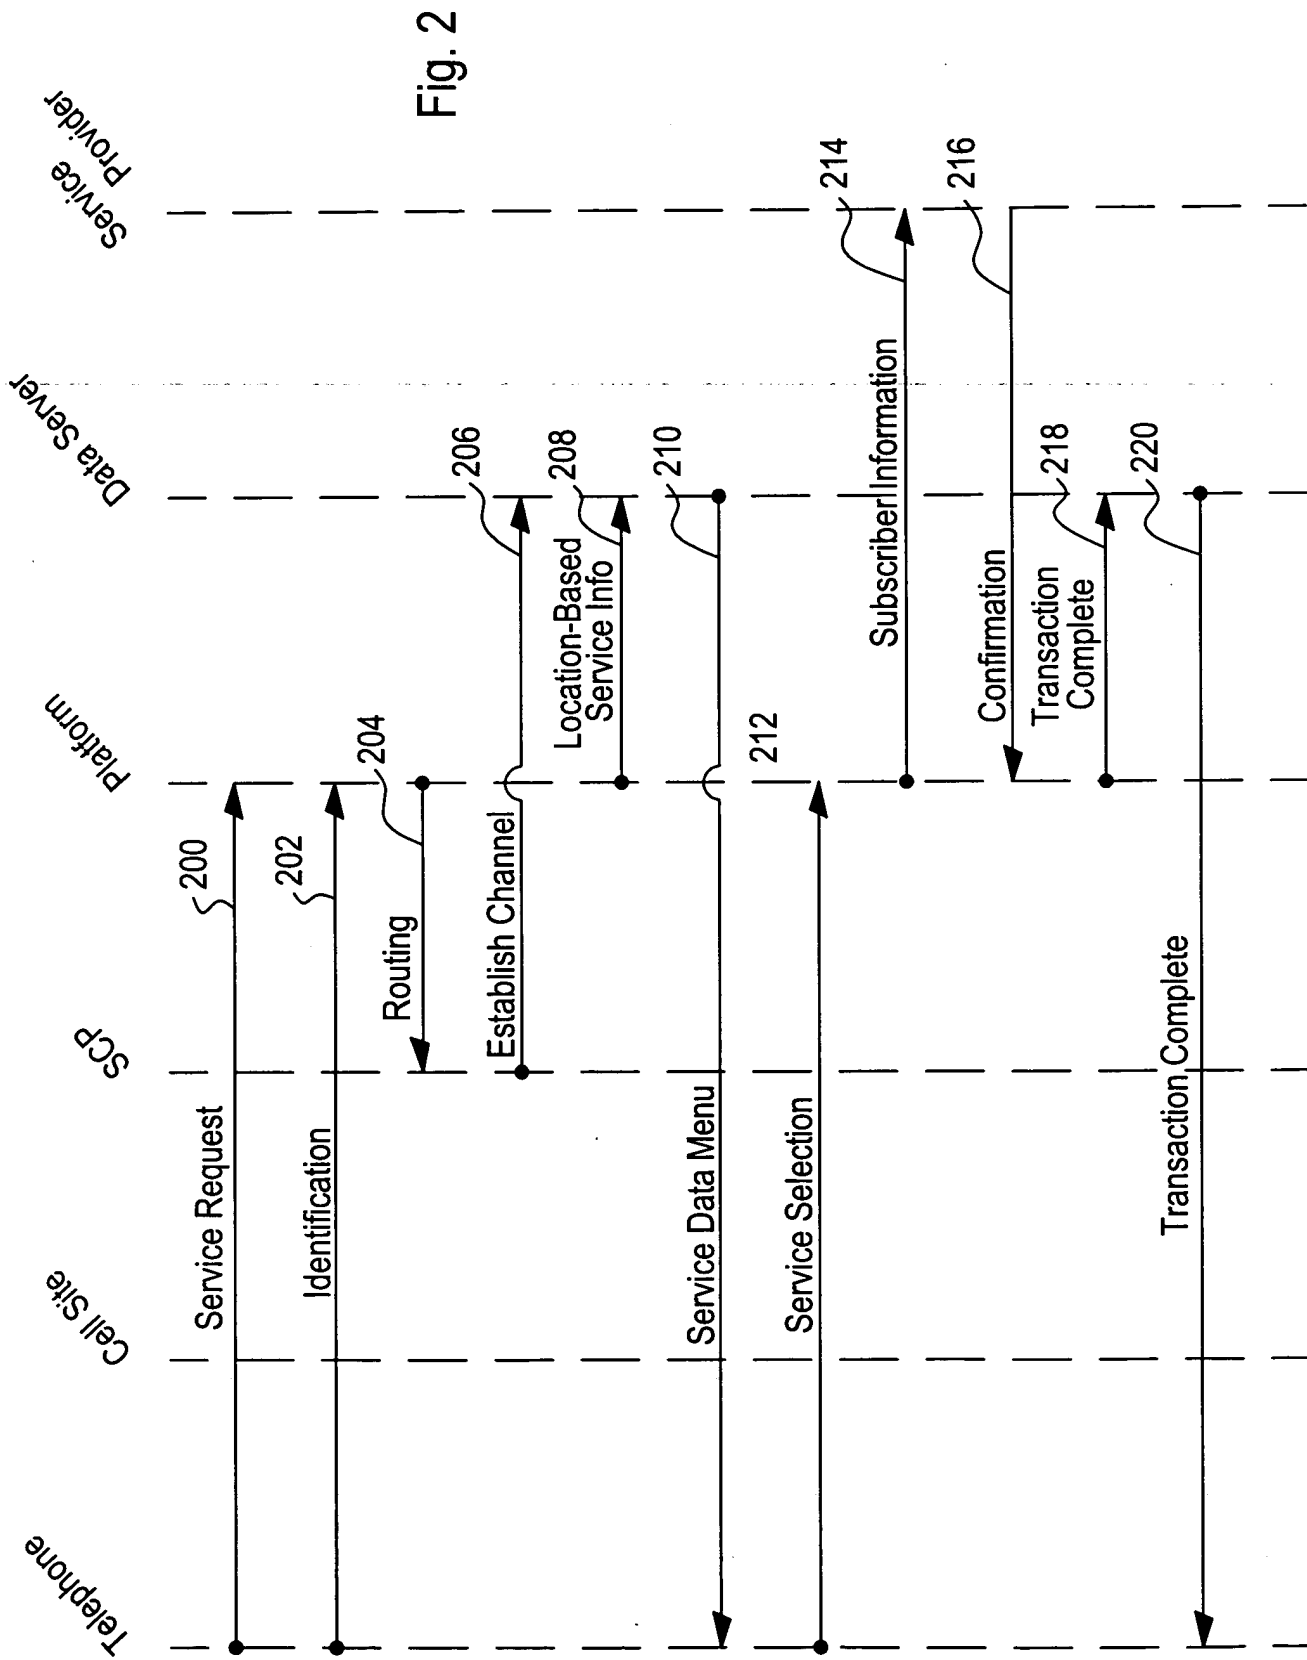 Telephone
Cell Site
SCP
Platform
Data Server
Service
Provider
200
Service Request
202
Identification
204
Routing
206
Establish Channel
208
Location-Based
Service Info
210
Service Data Menu
212
Service Selection
214
Subscriber Information
216
Confirmation
218
Transaction
Complete
220
Transaction Complete
Fig. 2